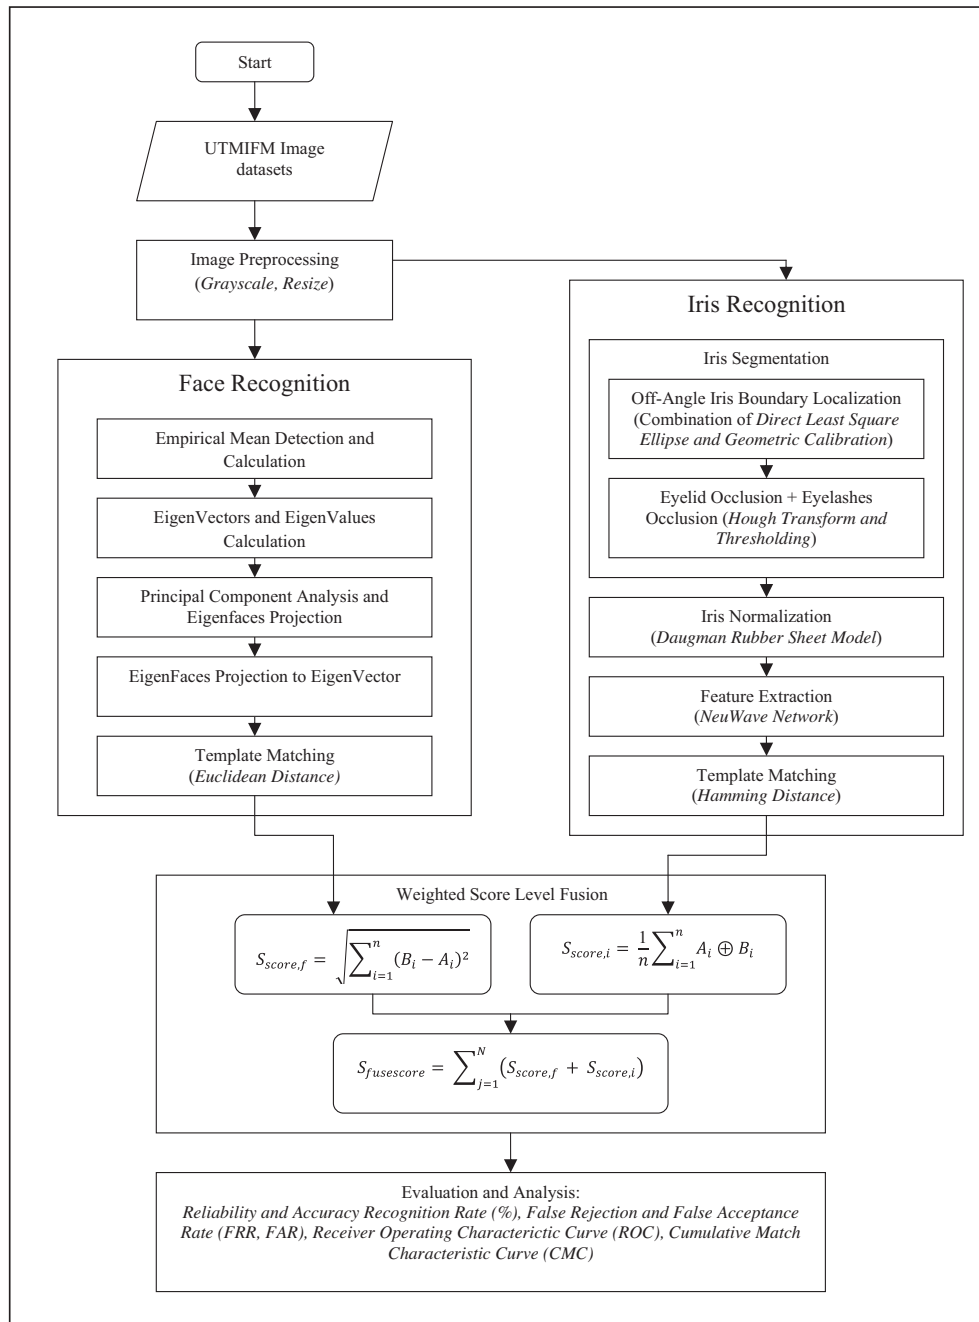 Start
UTMIFM Image
datasets
Image Preprocessing
(Grayscale, Resize)
Face Recognition
Empirical Mean Detection and
Calculation
EigenVectors and EigenValues
Calculation
Principal Component Analysis and
Eigenfaces Projection
EigenFaces Projection to EigenVector
Template Matching
(Euclidean Distance)
Iris Recognition
Iris Segmentation
Off-Angle Iris Boundary Localization
(Combination of Direct Least Square
Ellipse and Geometric Calibration)
Eyelid Occlusion + Eyelashes
Occlusion (Hough Transform and
Thresholding)
Iris Normalization
(Daugman Rubber Sheet Model)
Feature Extraction
(NeuWave Network)
Template Matching
(Hamming Distance)
Weighted Score Level Fusion
S_{score,f} = \sqrt{\sum_{i=1}^{n} (B_i − A_i)^2}
S_{score,i} = \frac{1}{n} \sum_{i=1}^{n} A_i ⊕ B_i
S_{fusescore} = \sum_{j=1}^{N} (S_{score,f} + S_{score,i})
Evaluation and Analysis:
Reliability and Accuracy Recognition Rate (%), False Rejection and False Acceptance
Rate (FRR, FAR), Receiver Operating Charecterictic Curve (ROC), Cumulative Match
Characteristic Curve (CMC)